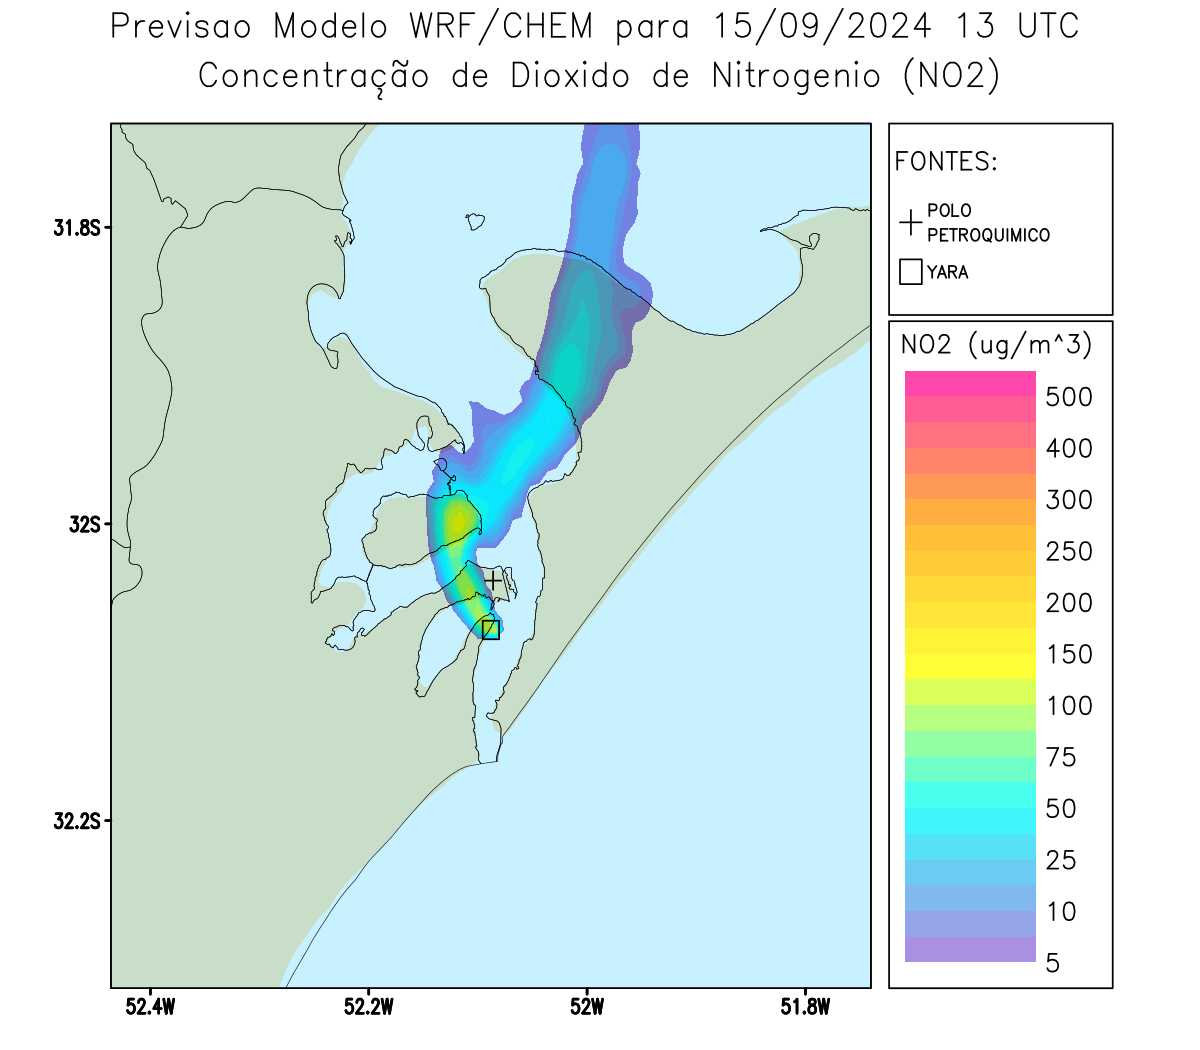 Previsao Modelo WRF/CHEM para 15/09/2024 13 UTC
Concentração de Dioxido de Nitrogenio (NO2)
FONTES:
POLO
PETROQUIMICO
YARA
31.8S
32S
32.2S
52.4W
52.2W
52W
51.8W
NO2 (ug/m^3)
500
400
300
250
200
150
100
75
50
25
10
5